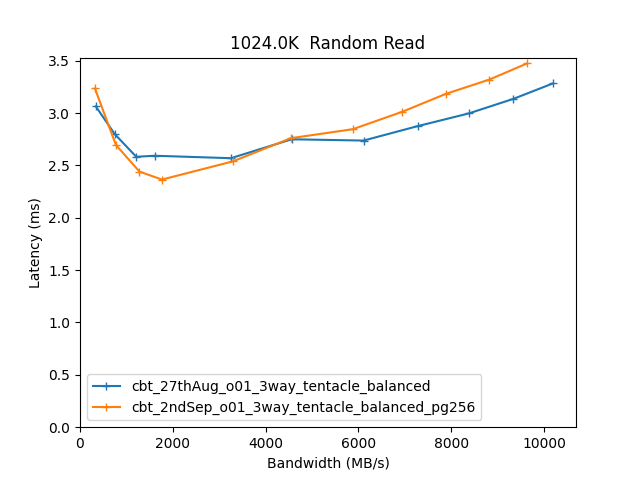 1024.0K  Random Read
3.5
3.0
2.5
2.0
1.5
1.0
0.5
0.0
Latency (ms)
cbt_27thAug_o01_3way_tentacle_balanced
cbt_2ndSep_o01_3way_tentacle_balanced_pg256
0 2000 4000 6000 8000 10000
Bandwidth (MB/s)